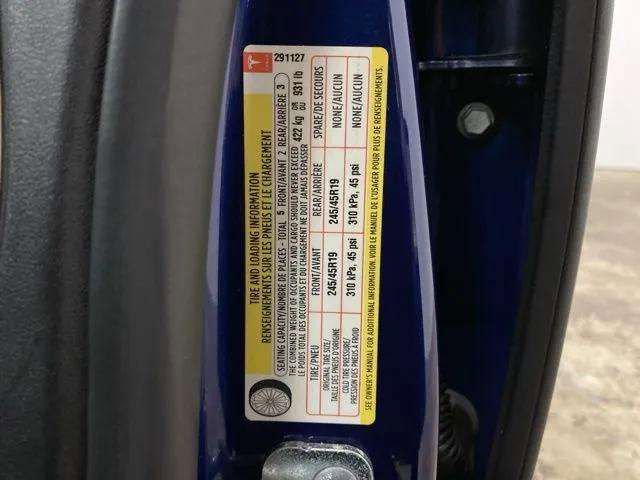 291127
TIRE AND LOADING INFORMATION
RENSEIGNEMENTS SUR LES PNEUS ET LE CHARGEMENT
SEATING CAPACITY/NOMBRE DE PLACES - TOTAL 5 FRONT/AVANT 2 REAR/ARRIÈRE 3
THE COMBINED WEIGHT OF OCCUPANTS AND CARGO SHOULD NEVER EXCEED 422 kg OR 931 lb
LE POIDS TOTAL DES OCCUPANTS ET DU CHARGEMENT NE DOIT JAMAIS DÉPASSER OU
TIRE/PNEU FRONT/AVANT REAR/ARRIÈRE SPARE/DE SECOURS
ORIGINAL TIRE SIZE/ 245/45R19 245/45R19 NONE/AUCUN
TAILLE DES PNEUS D'ORIGINE
COLD TIRE PRESSURE/ 310 kPa, 45 psi 310 kPa, 45 psi NONE/AUCUN
PRESSION DES PNEUS À FROID
SEE OWNER'S MANUAL FOR ADDITIONAL INFORMATION. VOIR LE MANUEL DE L'USAGER POUR PLUS DE RENSEIGNEMENTS.